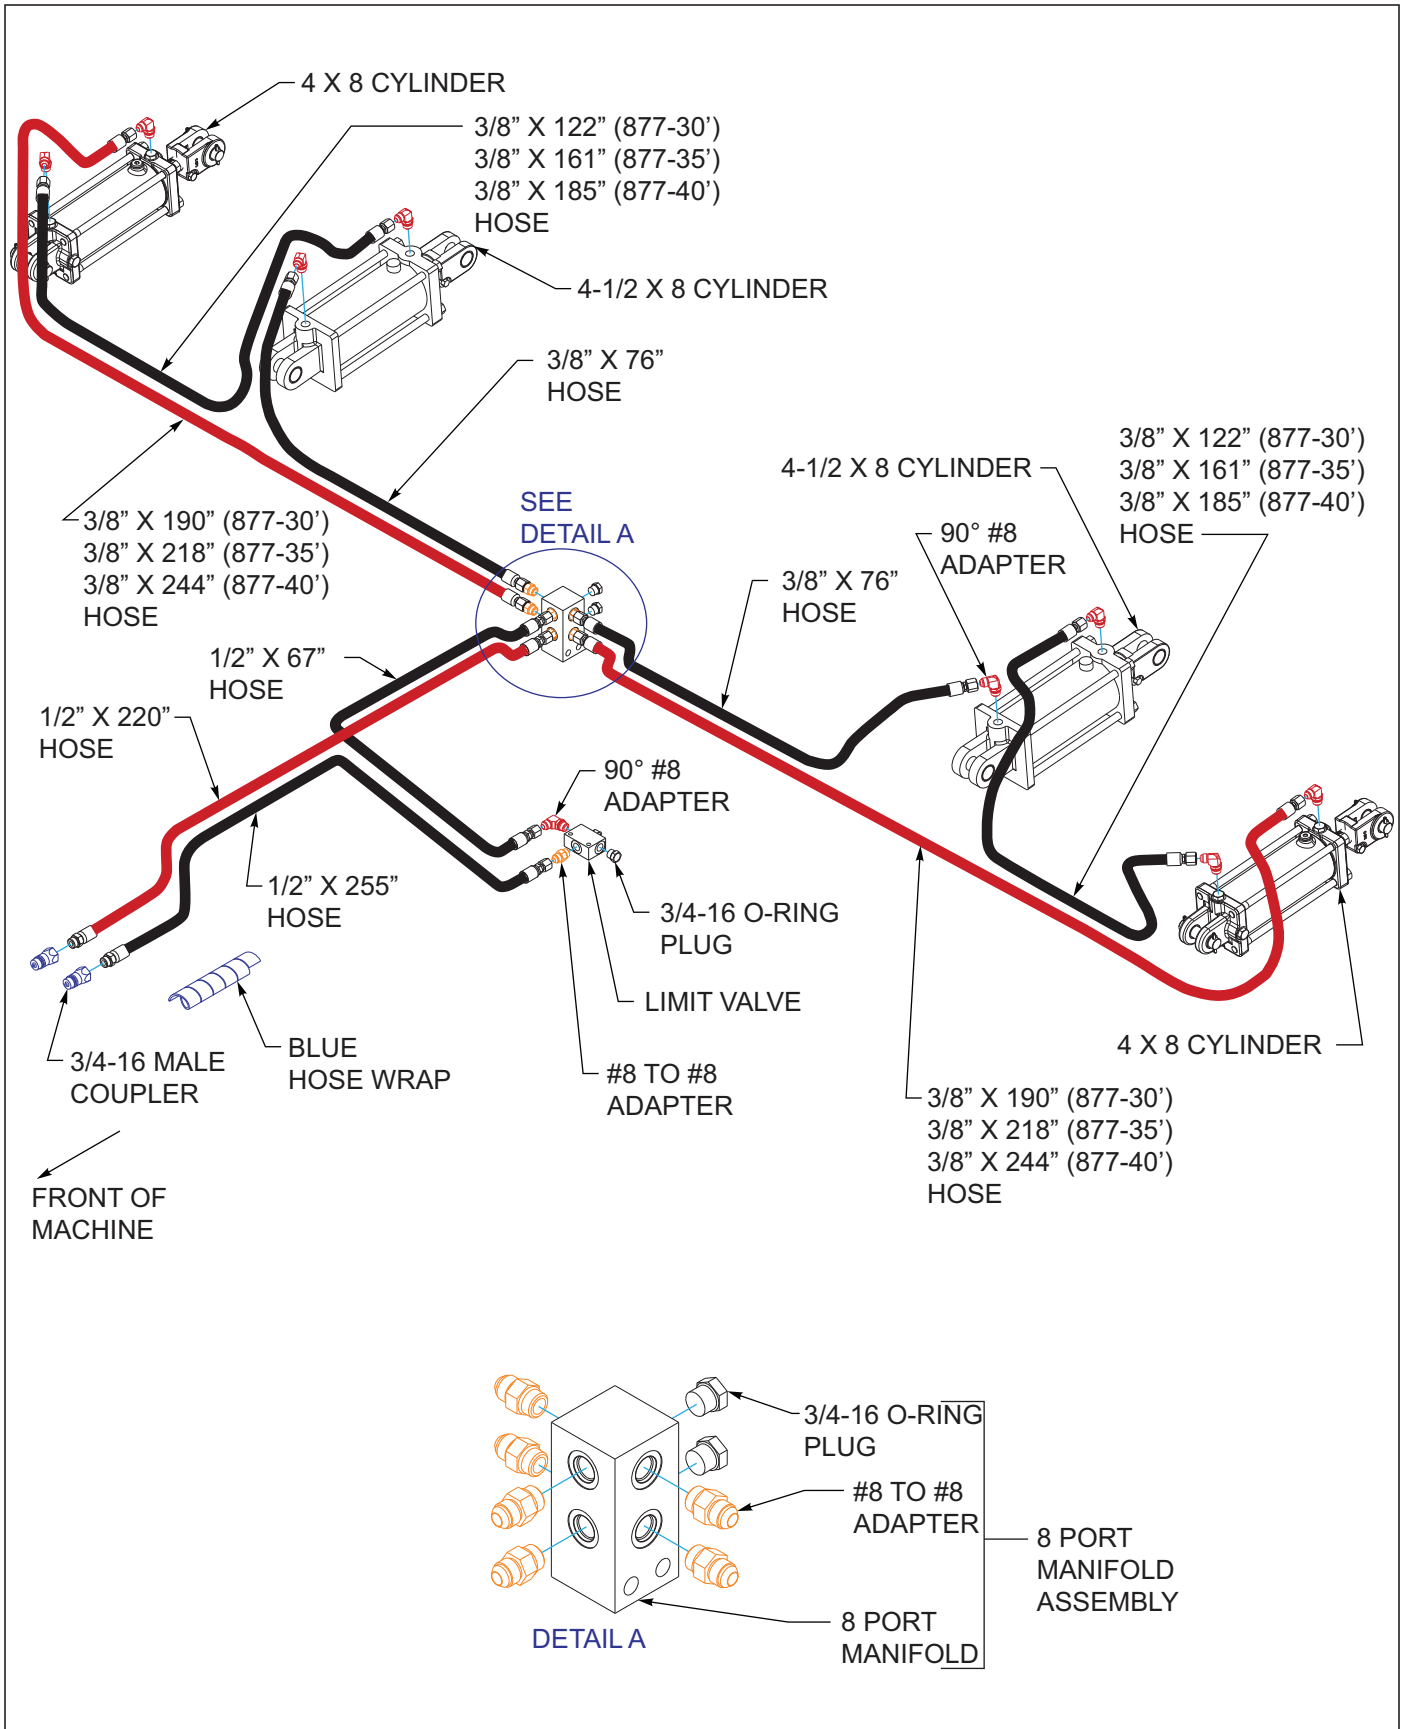 4 X 8 CYLINDER
3/8” X 122” (877-30’)
3/8” X 161” (877-35’)
3/8” X 185” (877-40’)
HOSE
4-1/2 X 8 CYLINDER
3/8” X 76”
HOSE
3/8” X 122” (877-30’)
3/8” X 161” (877-35’)
3/8” X 185” (877-40’)
HOSE
4-1/2 X 8 CYLINDER
SEE
DETAIL A
3/8” X 190” (877-30’)
3/8” X 218” (877-35’)
3/8” X 244” (877-40’)
HOSE
90° #8
ADAPTER
3/8” X 76”
HOSE
1/2” X 67”
HOSE
1/2” X 220”
HOSE
90° #8
ADAPTER
1/2” X 255”
HOSE
3/4-16 O-RING
PLUG
LIMIT VALVE
BLUE
HOSE WRAP
3/4-16 MALE
COUPLER
#8 TO #8
ADAPTER
4 X 8 CYLINDER
3/8” X 190” (877-30’)
3/8” X 218” (877-35’)
3/8” X 244” (877-40’)
HOSE
FRONT OF
MACHINE
3/4-16 O-RING
PLUG
#8 TO #8
ADAPTER
8 PORT
MANIFOLD
ASSEMBLY
8 PORT
MANIFOLD
DETAIL A